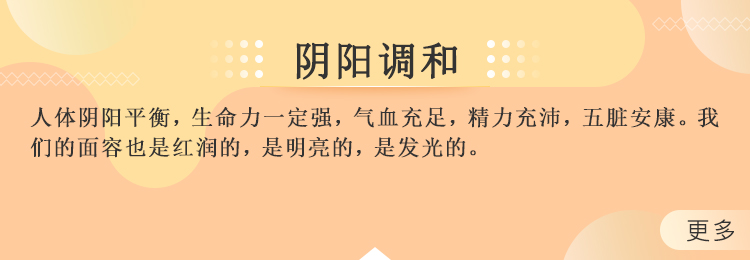 阴阳调和
人体阴阳平衡，生命力一定强，气血充足，精力充沛，五脏安康。我
们的面容也是红润的，是明亮的，是发光的。
更多